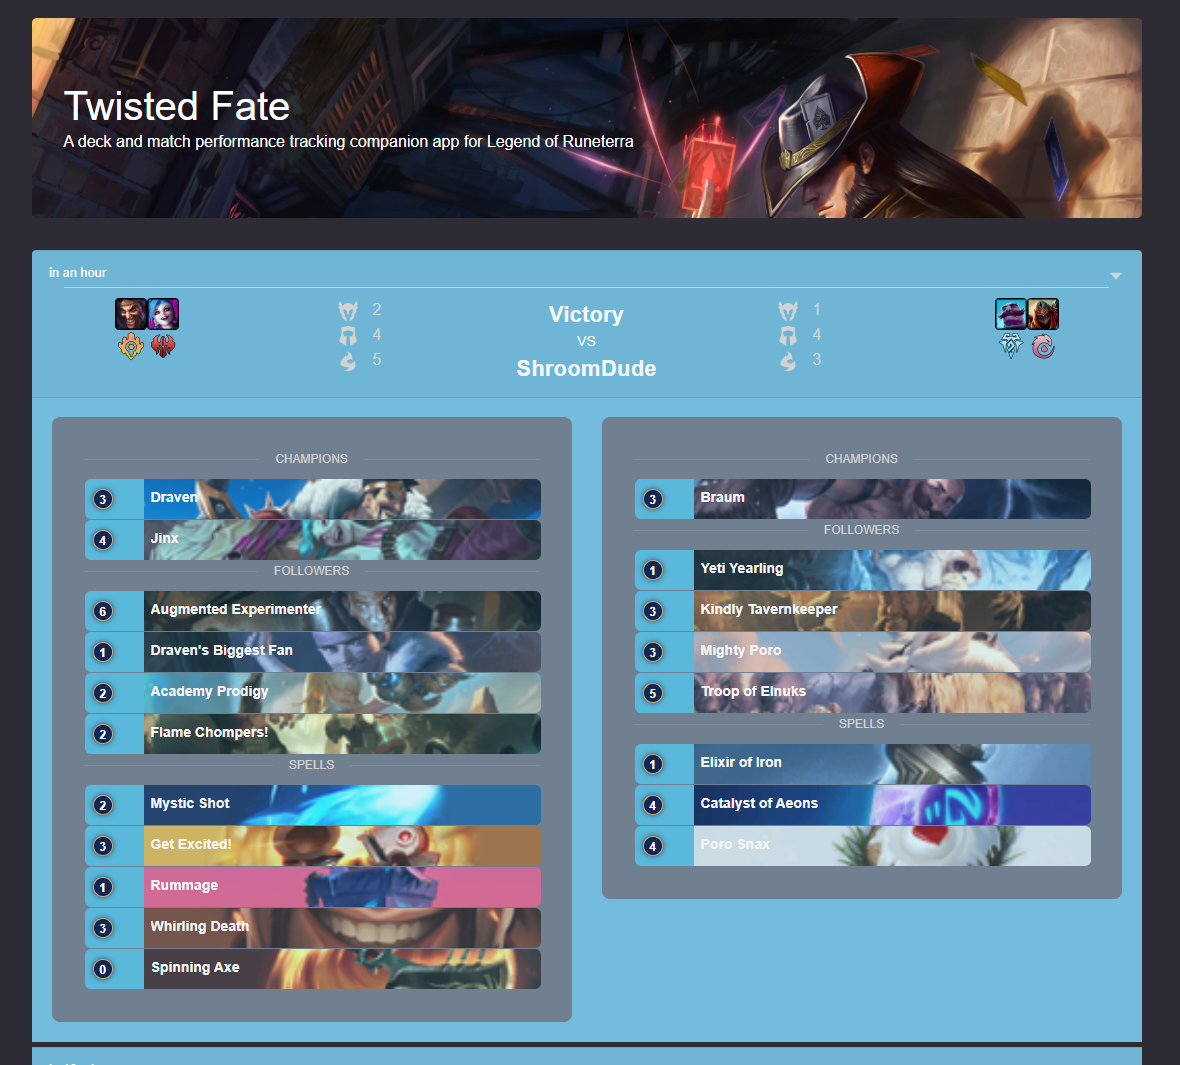 Twisted Fate
A deck and match performance tracking companion app for Legend of Runeterra
in an hour
2
4
5
Victory
VS
ShroomDude
1
4
3
CHAMPIONS
3 Draven
4 Jinx
FOLLOWERS
6 Augmented Experimenter
1 Draven's Biggest Fan
2 Academy Prodigy
2 Flame Chompers!
SPELLS
2 Mystic Shot
3 Get Excited!
1 Rummage
3 Whirling Death
0 Spinning Axe
CHAMPIONS
3 Braum
FOLLOWERS
1 Yeti Yearling
3 Kindly Tavernkeeper
3 Mighty Poro
5 Troop of Elnuks
SPELLS
1 Elixir of Iron
4 Catalyst of Aeons
4 Poro Snax